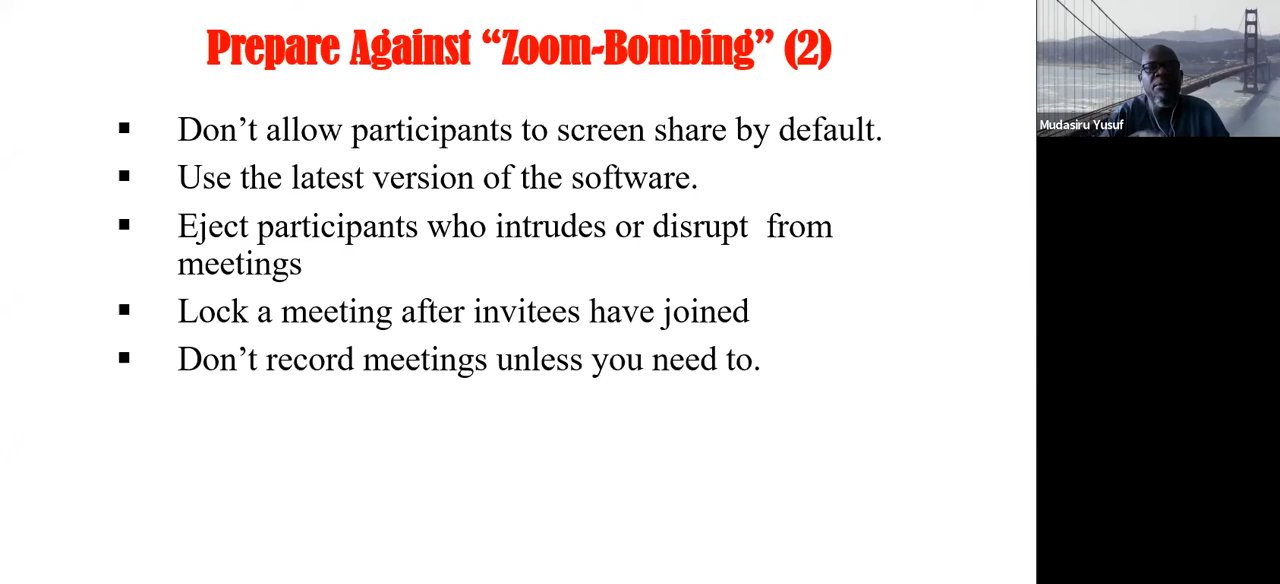 Prepare Against “Zoom-Bombing” (2)
▪ Don’t allow participants to screen share by default.
▪ Use the latest version of the software.
▪ Eject participants who intrudes or disrupt  from
meetings
▪ Lock a meeting after invitees have joined
▪ Don’t record meetings unless you need to.
Mudasiru Yusuf